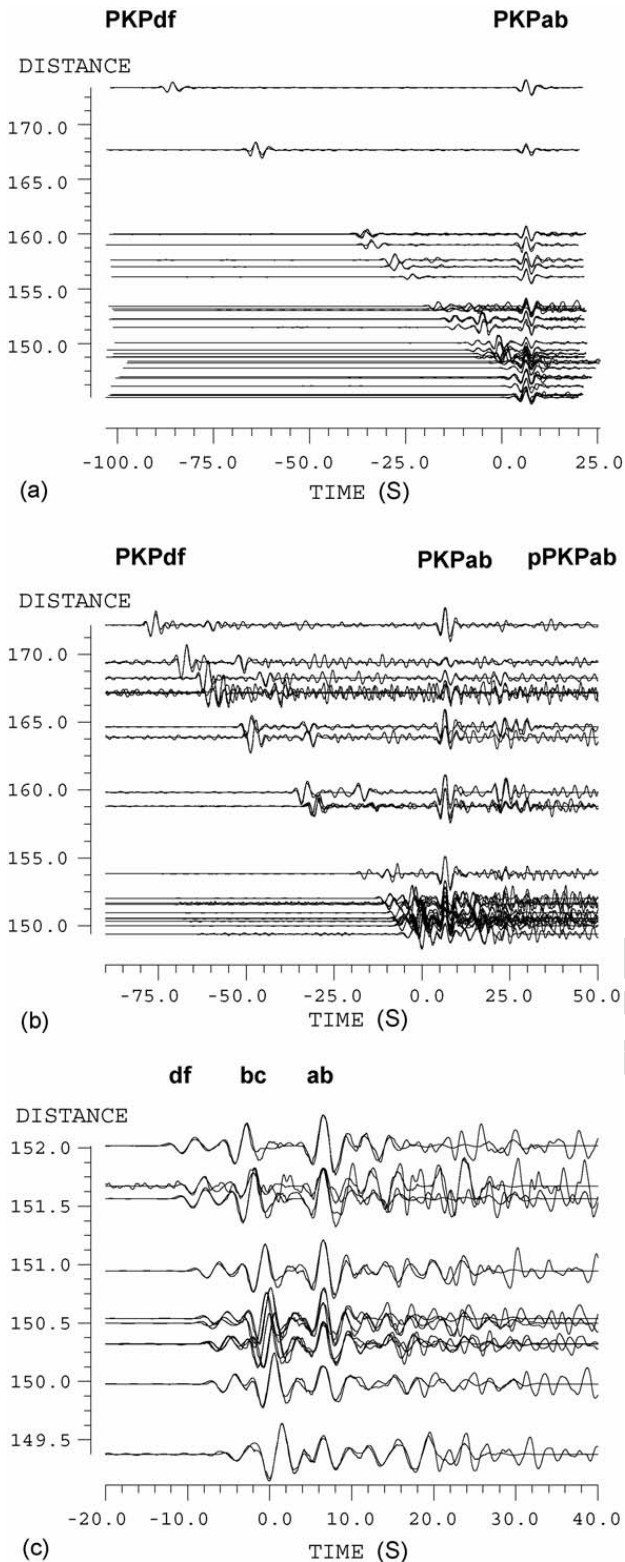 PKPdf PKPab
DISTANCE
170.0
165.0
160.0
155.0
150.0
-100.0 -75.0 -50.0 -25.0 0.0 25.0
(a) TIME (S)
PKPdf PKPab pPKPab
DISTANCE
170.0
165.0
160.0
155.0
150.0
-75.0 -50.0 -25.0 0.0 25.0 50.0
(b) TIME (S)
df bc ab
DISTANCE
152.0
151.5
151.0
150.5
150.0
149.5
-20.0 -10.0 0.0 10.0 20.0 30.0 40.0
(c) TIME (S)